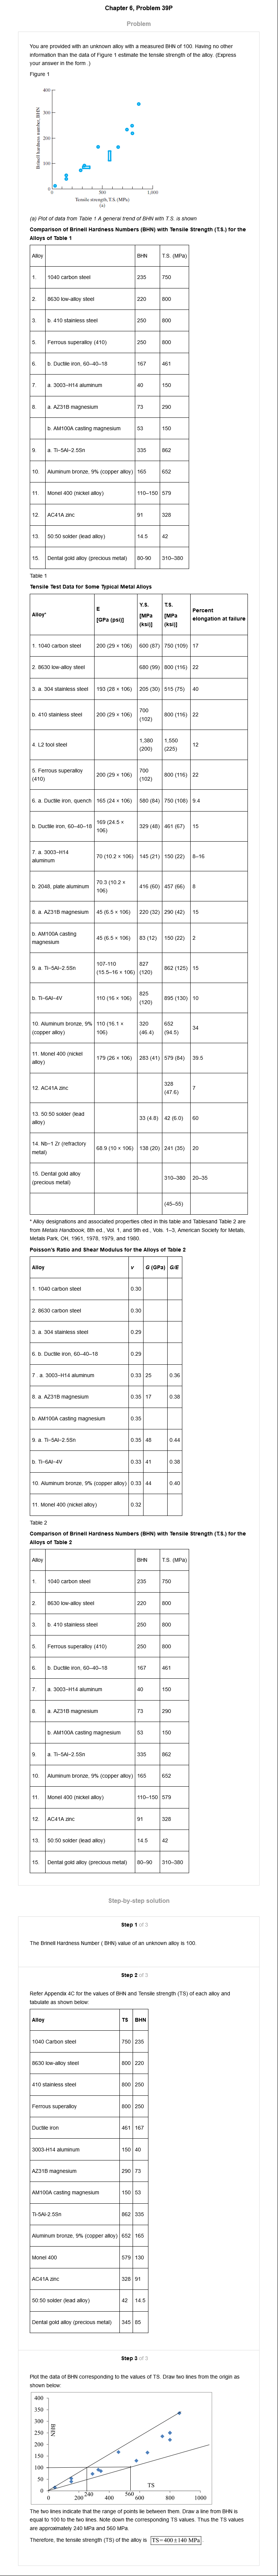 Chapter 6, Problem 39P
Problem
You are provided with an unknown alloy with a measured BHN of 100. Having no other
information than the data of Figure 1 estimate the tensile strength of the alloy. (Express
your answer in the form .)
Figure 1
400
300
200
100
0
0 500 1,000
Brinell hardness number, BHN
Tensile strength, T.S. (MPa)
(a)
(a) Plot of data from Table 1 A general trend of BHN with T.S. is shown
Comparison of Brinell Hardness Numbers (BHN) with Tensile Strength (T.S.) for the
Alloys of Table 1
Alloy BHN T.S. (MPa)
1. 1040 carbon steel 235 750
2. 8630 low-alloy steel 220 800
3. b. 410 stainless steel 250 800
5. Ferrous superalloy (410) 250 800
6. b. Ductile iron, 60–40–18 167 461
7. a. 3003–H14 aluminum 40 150
8. a. AZ31B magnesium 73 290
b. AM100A casting magnesium 53 150
9. a. Ti–5Al–2.5Sn 335 862
10. Aluminum bronze, 9% (copper alloy) 165 652
11. Monel 400 (nickel alloy) 110–150 579
12. AC41A zinc 91 328
13. 50:50 solder (lead alloy) 14.5 42
15. Dental gold alloy (precious metal) 80-90 310–380
Table 1
Tensile Test Data for Some Typical Metal Alloys
Alloy* E [GPa (psi)] Y.S. [MPa (ksi)] T.S. [MPa (ksi)] Percent elongation at failure
1. 1040 carbon steel 200 (29 × 106) 600 (87) 750 (109) 17
2. 8630 low-alloy steel 680 (99) 800 (116) 22
3. a. 304 stainless steel 193 (28 × 106) 205 (30) 515 (75) 40
b. 410 stainless steel 200 (29 × 106) 700 (102) 800 (116) 22
4. L2 tool steel 1,380 (200) 1,550 (225) 12
5. Ferrous superalloy (410) 200 (29 × 106) 700 (102) 800 (116) 22
6. a. Ductile iron, quench 165 (24 × 106) 580 (84) 750 (108) 9.4
b. Ductile iron, 60–40–18 169 (24.5 × 106) 329 (48) 461 (67) 15
7. a. 3003–H14 aluminum 70 (10.2 × 106) 145 (21) 150 (22) 8–16
b. 2048, plate aluminum 70.3 (10.2 × 106) 416 (60) 457 (66) 8
8. a. AZ31B magnesium 45 (6.5 × 106) 220 (32) 290 (42) 15
b. AM100A casting magnesium 45 (6.5 × 106) 83 (12) 150 (22) 2
9. a. Ti–5Al–2.5Sn 107-110 (15.5–16 × 106) 827 (120) 862 (125) 15
b. Ti–6Al–4V 110 (16 × 106) 825 (120) 895 (130) 10
10. Aluminum bronze, 9% (copper alloy) 110 (16.1 × 106) 320 (46.4) 652 (94.5) 34
11. Monel 400 (nickel alloy) 179 (26 × 106) 283 (41) 579 (84) 39.5
12. AC41A zinc 328 (47.6) 7
13. 50:50 solder (lead alloy) 33 (4.8) 42 (6.0) 60
14. Nb–1 Zr (refractory metal) 68.9 (10 × 106) 138 (20) 241 (35) 20
15. Dental gold alloy (precious metal) 310–380 20–35
(45–55)
* Alloy designations and associated properties cited in this table and Tablesand Table 2 are
from Metals Handbook, 8th ed., Vol. 1, and 9th ed., Vols. 1–3, American Society for Metals,
Metals Park, OH, 1961, 1978, 1979, and 1980.
Poisson's Ratio and Shear Modulus for the Alloys of Table 2
Alloy ν G (GPa) G/E
1. 1040 carbon steel 0.30
2. 8630 carbon steel 0.30
3. a. 304 stainless steel 0.29
6. b. Ductile iron, 60–40–18 0.29
7. .a. 3003–H14 aluminum 0.33 25 0.36
8. a. AZ31B magnesium 0.35 17 0.38
b. AM100A casting magnesium 0.35
9. a. Ti–5Al–2.5Sn 0.35 48 0.44
b. Ti–6Al–4V 0.33 41 0.38
10. Aluminum bronze, 9% (copper alloy) 0.33 44 0.40
11. Monel 400 (nickel alloy) 0.32
Table 2
Comparison of Brinell Hardness Numbers (BHN) with Tensile Strength (T.S.) for the
Alloys of Table 2
Alloy BHN T.S. (MPa)
1. 1040 carbon steel 235 750
2. 8630 low-alloy steel 220 800
3. b. 410 stainless steel 250 800
5. Ferrous superalloy (410) 250 800
6. b. Ductile iron, 60–40–18 167 461
7. a. 3003–H14 aluminum 40 150
8. a. AZ31B magnesium 73 290
b. AM100A casting magnesium 53 150
9. a. Ti–5Al–2.5Sn 335 862
10. Aluminum bronze, 9% (copper alloy) 165 652
11. Monel 400 (nickel alloy) 110–150 579
12. AC41A zinc 91 328
13. 50:50 solder (lead alloy) 14.5 42
15. Dental gold alloy (precious metal) 80–90 310–380
Step-by-step solution
Step 1 of 3
The Brinell Hardness Number ( BHN) value of an unknown alloy is 100.
Step 2 of 3
Refer Appendix 4C for the values of BHN and Tensile strength (TS) of each alloy and
tabulate as shown below:
Alloy TS BHN
1040 Carbon steel 750 235
8630 low-alloy steel 800 220
410 stainless steel 800 250
Ferrous superalloy 800 250
Ductile iron 461 167
3003-H14 aluminum 150 40
AZ31B magnesium 290 73
AM100A casting magnesium 150 53
Ti-5Al-2.5Sn 862 335
Aluminum bronze, 9% (copper alloy) 652 165
Monel 400 579 130
AC41A zinc 328 91
50:50 solder (lead alloy) 42 14.5
Dental gold alloy (precious metal) 345 85
Step 3 of 3
Plot the data of BHN corresponding to the values of TS. Draw two lines from the origin as
shown below:
400
350
300
250
200
150
100
50
0
BHN
TS
0 200 240 400 560 600 800 1000
The two lines indicate that the range of points lie between them. Draw a line from BHN is
equal to 100 to the two lines. Note down the corresponding TS values. Thus the TS values
are approximately 240 MPa and 560 MPa.
Therefore, the tensile strength (TS) of the alloy is TS = 400 ±140 MPa